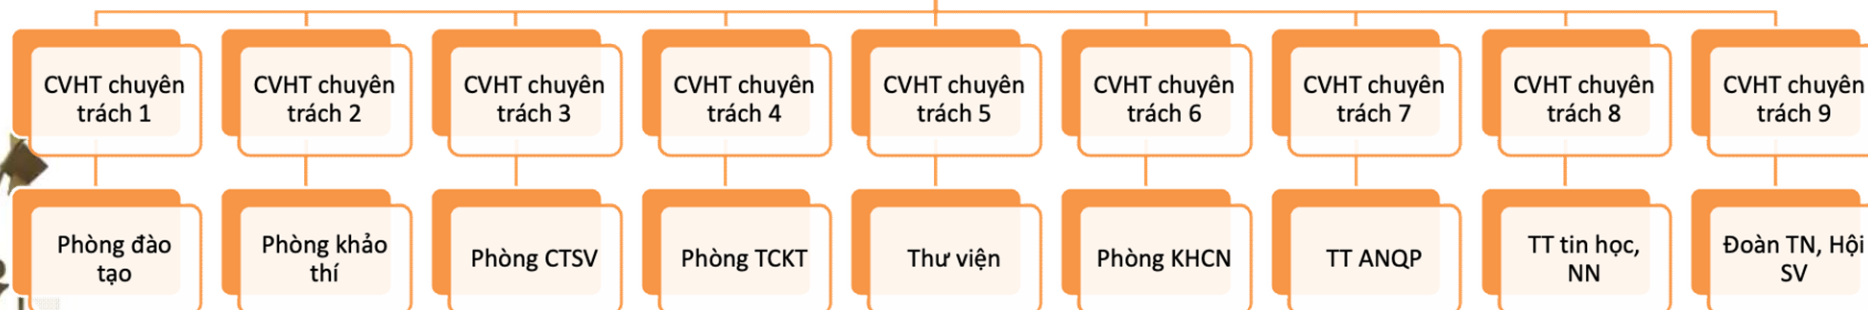 CVHT chuyên
trách 1
CVHT chuyên
trách 2
CVHT chuyên
trách 3
CVHT chuyên
trách 4
CVHT chuyên
trách 5
CVHT chuyên
trách 6
CVHT chuyên
trách 7
CVHT chuyên
trách 8
CVHT chuyên
trách 9
Phòng đào
tạo
Phòng khảo
thí
Phòng CTSV
Phòng TCKT
Thư viện
Phòng KHCN
TT ANQP
TT tin học,
NN
Đoàn TN, Hội
SV